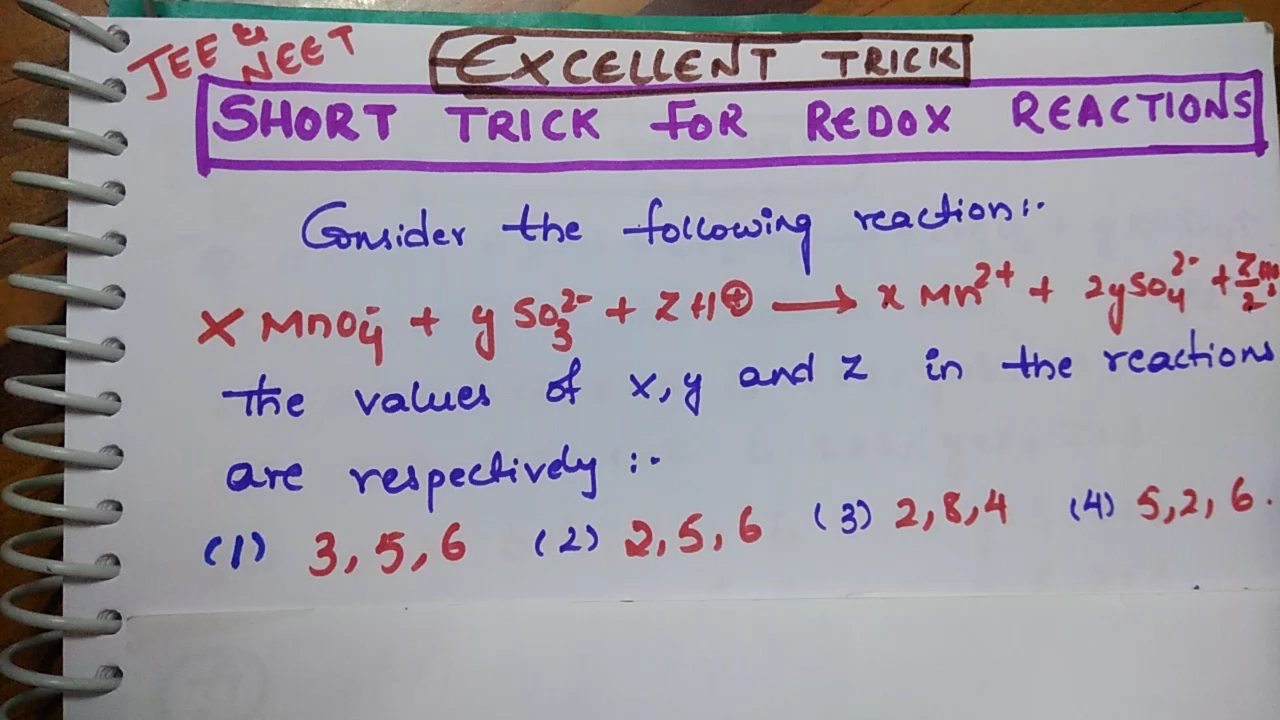 JEE & NEET
EXCELLENT TRICK
SHORT TRICK FOR REDOX REACTIONS
Consider the following reaction:-
x MnO₄⁻ + y SO₃²⁻ + z H⊕ → x Mn²⁺ + 2y SO₄²⁻ + z/2
the values of x, y and z in the reactions
are respectively :-
(1) 3, 5, 6 (2) 2, 5, 6 (3) 2, 8, 4 (4) 5, 2, 6.